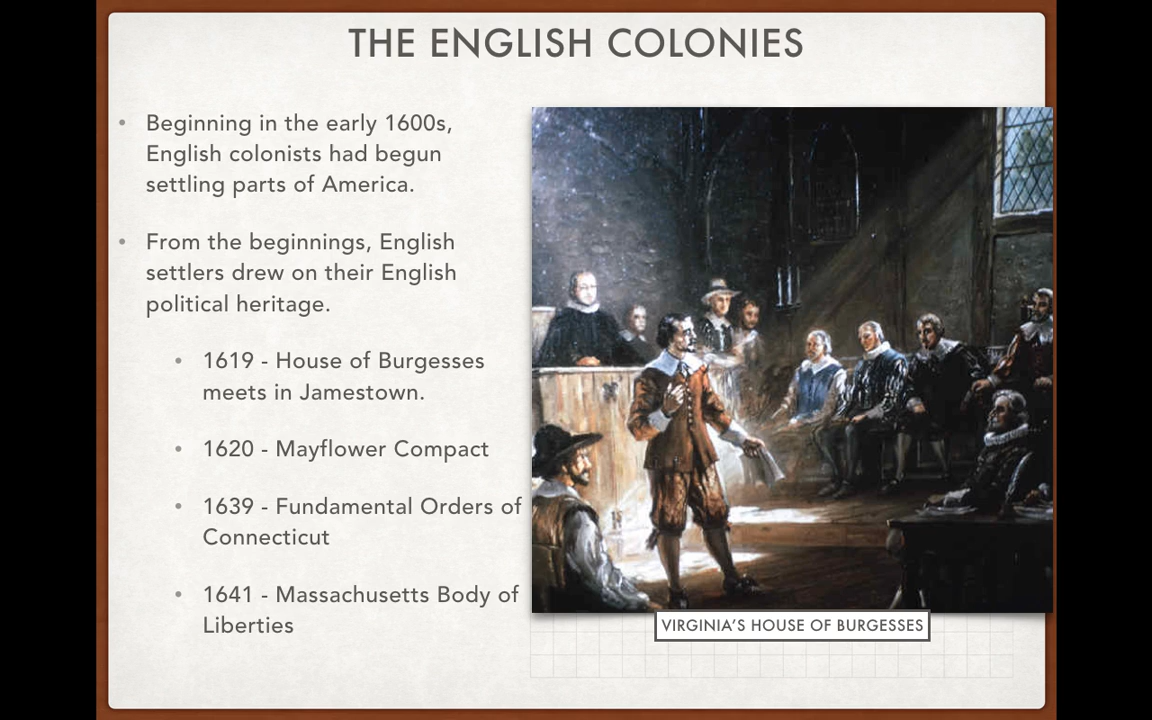 THE ENGLISH COLONIES
• Beginning in the early 1600s,
English colonists had begun
settling parts of America.
• From the beginnings, English
settlers drew on their English
political heritage.
• 1619 - House of Burgesses
meets in Jamestown.
• 1620 - Mayflower Compact
• 1639 - Fundamental Orders of
Connecticut
• 1641 - Massachusetts Body of
Liberties
VIRGINIA'S HOUSE OF BURGESSES